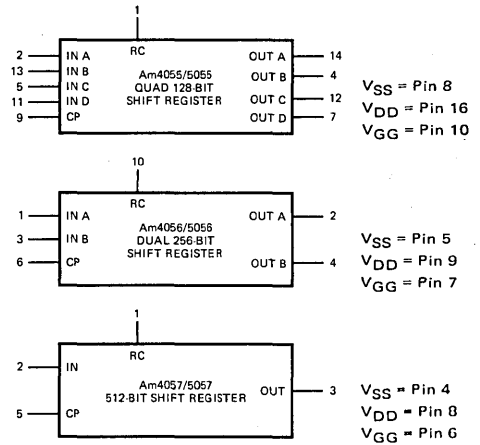 1
RC
2 IN A OUT A 14
13 IN B Am4055/5055 OUT B 4
5 IN C QUAD 128-BIT OUT C 12
11 IN D SHIFT REGISTER OUT D 7
9 CP
VSS = Pin 8
VDD = Pin 16
VGG = Pin 10
10
RC
1 IN A Am4056/5056 OUT A 2
3 IN B DUAL 256-BIT
6 CP SHIFT REGISTER OUT B 4
VSS = Pin 5
VDD = Pin 9
VGG = Pin 7
1
RC
2 IN
Am4057/5057 OUT 3
5 CP 512-BIT SHIFT REGISTER
VSS = Pin 4
VDD = Pin 8
VGG = Pin 6